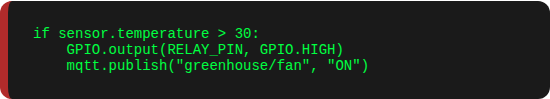 if sensor.temperature > 30:
    GPIO.output(RELAY_PIN, GPIO.HIGH)
    mqtt.publish("greenhouse/fan", "ON")